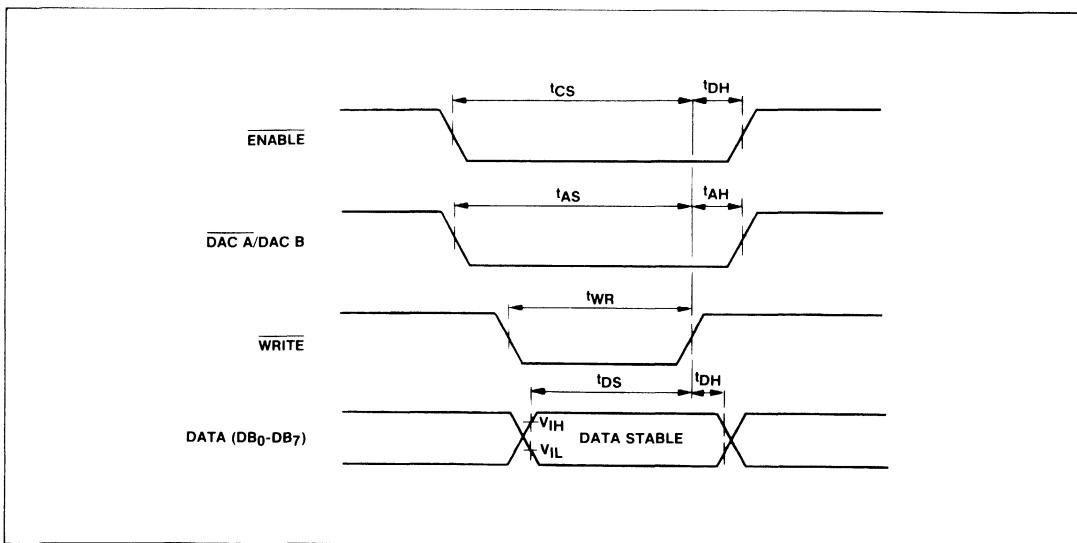 tCS tDH
ENABLE
tAS tAH
DAC A/DAC B
tWR
WRITE
tDS tDH
DATA (DB0-DB7) VIH DATA STABLE
VIL